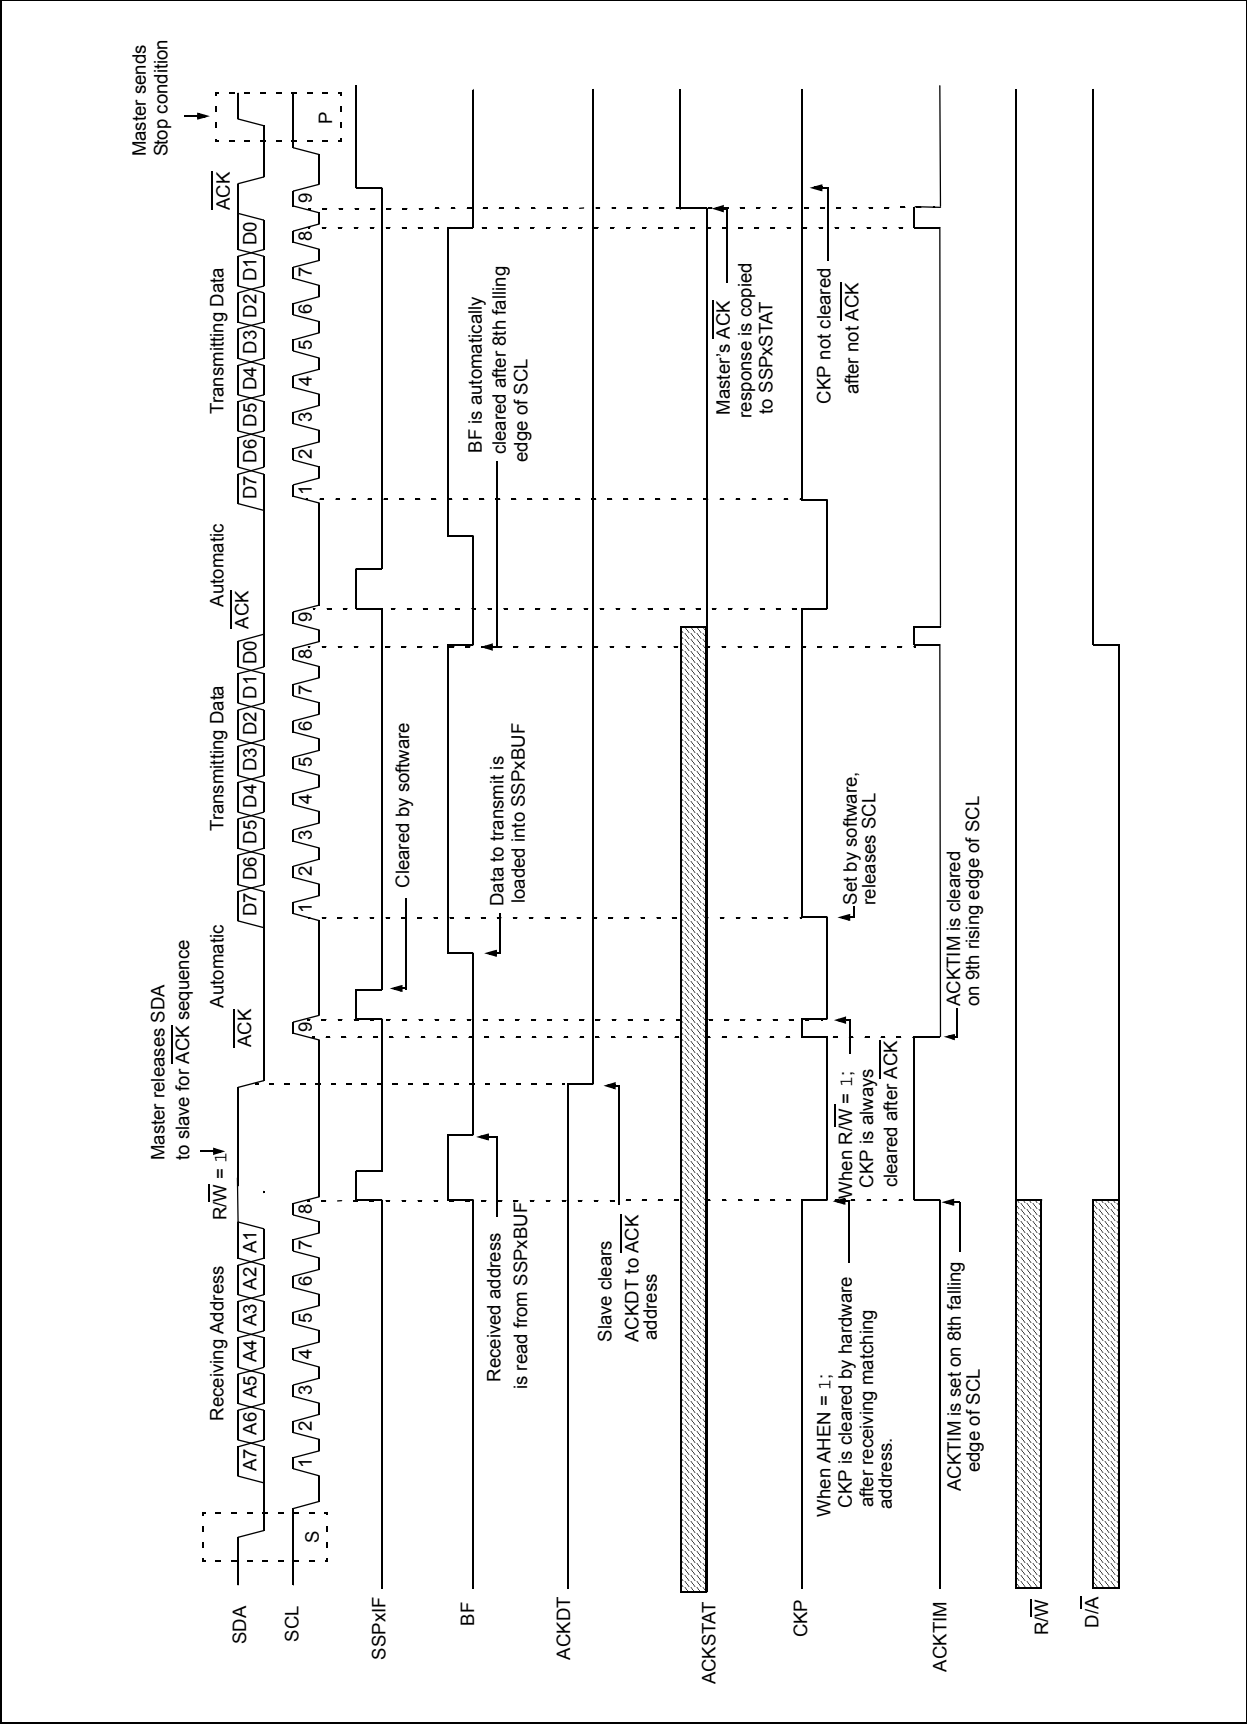 Master releases SDA
to slave for ACK sequence
Master sends
Stop condition
Receiving Address
R/W = 1
ACK
Automatic
Transmitting Data
ACK
Automatic
Transmitting Data
ACK
SDA
A7 A6 A5 A4 A3 A2 A1
D7 D6 D5 D4 D3 D2 D1 D0
D7 D6 D5 D4 D3 D2 D1 D0
SCL
S
1 2 3 4 5 6 7 8 9
1 2 3 4 5 6 7 8 9
1 2 3 4 5 6 7 8 9
P
SSPxIF
Cleared by software
BF
Received address
is read from SSPxBUF
Data to transmit is
loaded into SSPxBUF
BF is automatically
cleared after 8th falling
edge of SCL
ACKDT
Slave clears
ACKDT to ACK
address
ACKSTAT
Master's ACK
response is copied
to SSPxSTAT
CKP
When AHEN = 1;
CKP is cleared by hardware
after receiving matching
address.
When R/W = 1;
CKP is always
cleared after ACK
Set by software,
releases SCL
CKP not cleared
after not ACK
ACKTIM
ACKTIM is set on 8th falling
edge of SCL
ACKTIM is cleared
on 9th rising edge of SCL
R/W
D/A